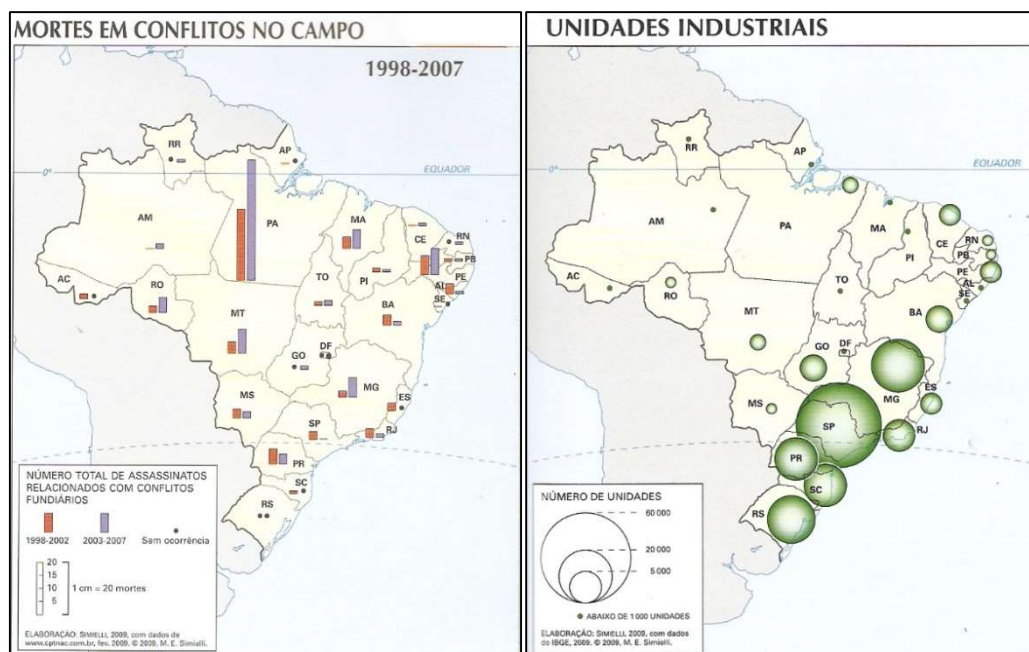 MORTES EM CONFLITOS NO CAMPO
1998-2007
RR
AP
0°
EQUADOR
AM
PA
MA
CE
RN
PB
PE
AL
SE
PI
TO
AC
RO
BA
MT
GO
DF
MG
ES
MS
SP
RJ
PR
SC
RS
NÚMERO TOTAL DE ASSASSINATOS
RELACIONADOS COM CONFLITOS
FUNDIÁRIOS
1998-2002
2003-2007
Sem ocorrência
20
15
10
5
1 cm = 20 mortes
ELABORAÇÃO: SIMIELLI, 2009, com dados de
www.cptnac.com.br, fev. 2009. © 2009, M. E. Simielli.
UNIDADES INDUSTRIAIS
RR
AP
0°
EQUADOR
AM
PA
MA
CE
RN
PB
PE
AL
SE
PI
TO
AC
RO
BA
MT
GO
DF
MG
ES
MS
SP
RJ
PR
SC
RS
NÚMERO DE UNIDADES
60 000
20 000
5 000
ABAIXO DE 1000 UNIDADES
ELABORAÇÃO: SIMIELLI, 2009, com dados
do IBGE, 2009. © 2009, M. E. Simielli.